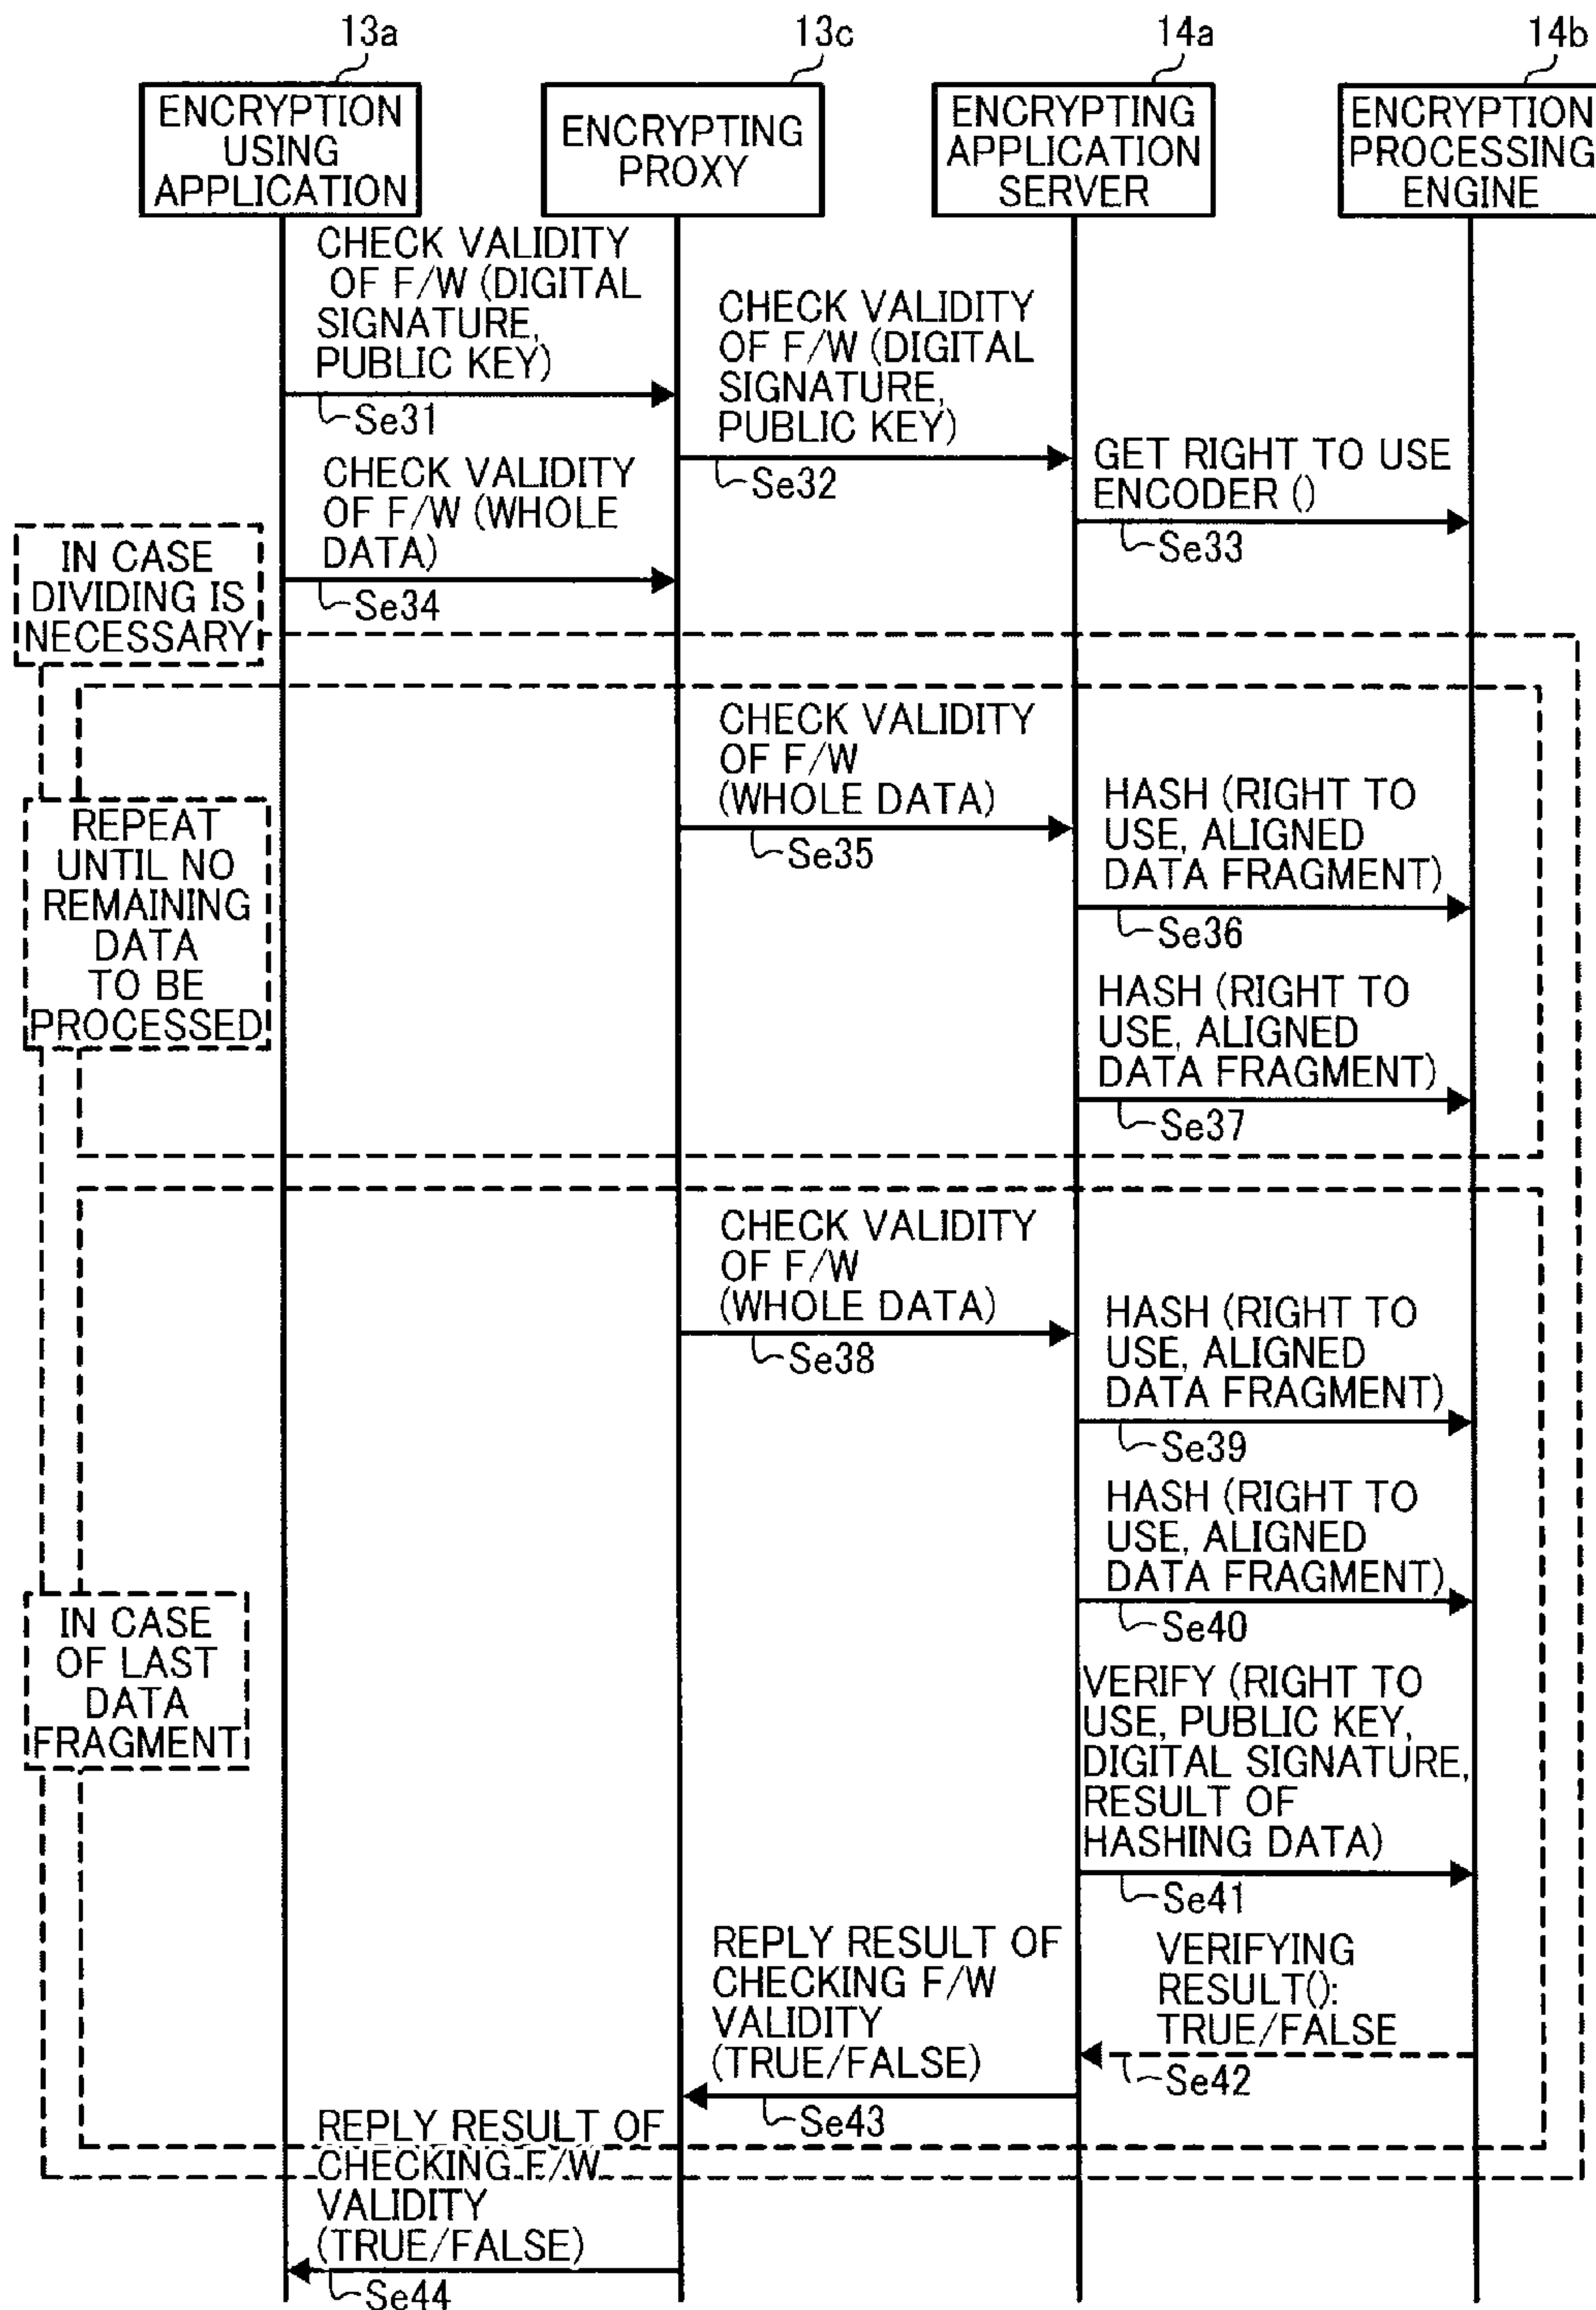 13a
13c
14a
14b
ENCRYPTION
USING
APPLICATION
ENCRYPTING
PROXY
ENCRYPTING
APPLICATION
SERVER
ENCRYPTION
PROCESSING
ENGINE
CHECK VALIDITY
OF F/W (DIGITAL
SIGNATURE,
PUBLIC KEY)
Se31
CHECK VALIDITY
OF F/W (DIGITAL
SIGNATURE,
PUBLIC KEY)
Se32
GET RIGHT TO USE
ENCODER ()
Se33
CHECK VALIDITY
OF F/W (WHOLE
DATA)
Se34
IN CASE
DIVIDING IS
NECESSARY
REPEAT
UNTIL NO
REMAINING
DATA
TO BE
PROCESSED
CHECK VALIDITY
OF F/W
(WHOLE DATA)
Se35
HASH (RIGHT TO
USE, ALIGNED
DATA FRAGMENT)
Se36
HASH (RIGHT TO
USE, ALIGNED
DATA FRAGMENT)
Se37
CHECK VALIDITY
OF F/W
(WHOLE DATA)
Se38
HASH (RIGHT TO
USE, ALIGNED
DATA FRAGMENT)
Se39
HASH (RIGHT TO
USE, ALIGNED
DATA FRAGMENT)
Se40
IN CASE
OF LAST
DATA
FRAGMENT
VERIFY (RIGHT TO
USE, PUBLIC KEY,
DIGITAL SIGNATURE,
RESULT OF
HASHING DATA)
Se41
VERIFYING
RESULT():
TRUE/FALSE
Se42
REPLY RESULT OF
CHECKING F/W
VALIDITY
(TRUE/FALSE)
Se43
REPLY RESULT OF
CHECKING F/W
VALIDITY
(TRUE/FALSE)
Se44